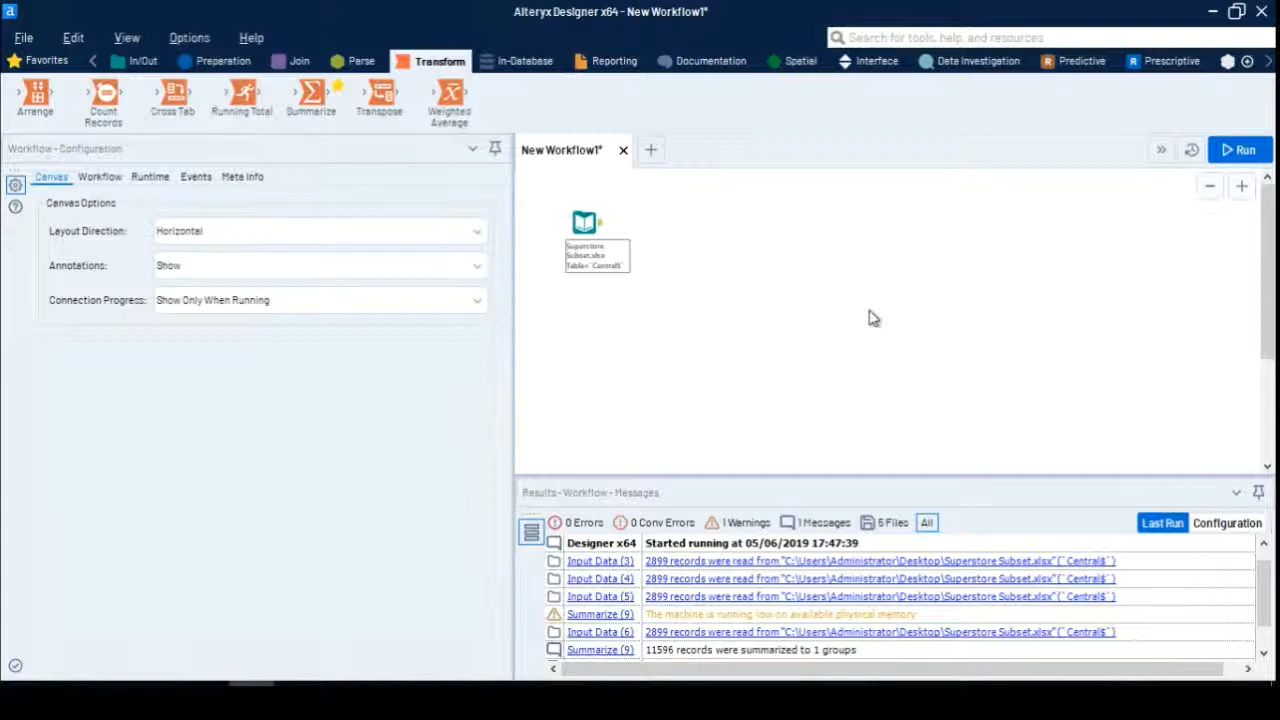 Alteryx Designer x64 - New Workflow1*
File Edit View Options Help
Search for tools, help, and resources
Favorites In/Out Preparation Join Parse Transform In-Database Reporting Documentation Spatial Interface Data Investigation Predictive Prescriptive
Arrange Count Records Cross Tab Running Total Summarize Transpose Weighted Average
Workflow - Configuration
New Workflow1*
Run
Canvas Workflow Runtime Events Meta Info
Canvas Options
Layout Direction: Horizontal
Annotations: Show
Connection Progress: Show Only When Running
Superstore
Subset.xlsx
Table=`Central$`
Results - Workflow - Messages
0 Errors 0 Conv Errors 1 Warnings 1 Messages 6 Files All Last Run Configuration
Designer x64 Started running at 05/06/2019 17:47:39
Input Data (3) 2899 records were read from "C:\Users\Administrator\Desktop\Superstore Subset.xlsx" (`Central$`)
Input Data (4) 2899 records were read from "C:\Users\Administrator\Desktop\Superstore Subset.xlsx" (`Central$`)
Input Data (5) 2899 records were read from "C:\Users\Administrator\Desktop\Superstore Subset.xlsx" (`Central$`)
Summarize (9) The machine is running low on available physical memory
Input Data (6) 2899 records were read from "C:\Users\Administrator\Desktop\Superstore Subset.xlsx" (`Central$`)
Summarize (9) 11596 records were summarized to 1 groups